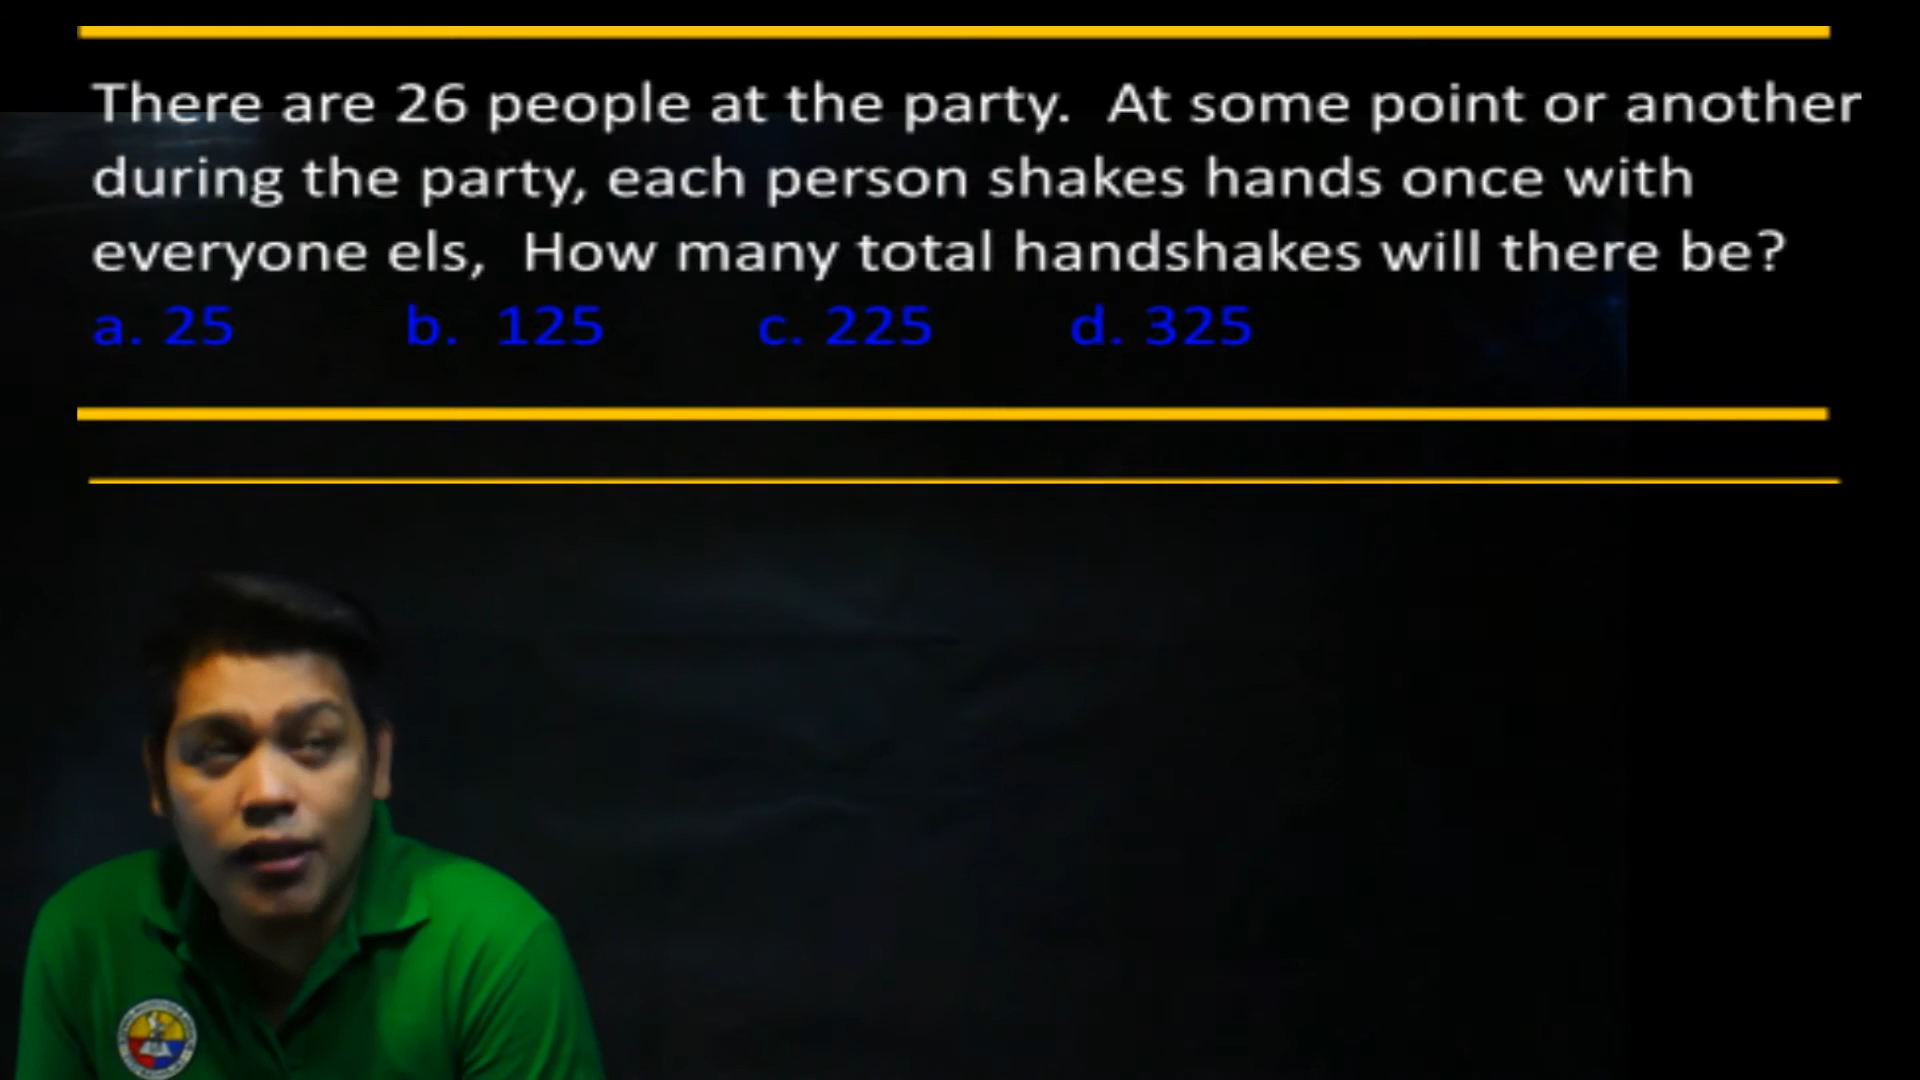 There are 26 people at the party.  At some point or another
during the party, each person shakes hands once with
everyone els,  How many total handshakes will there be?
a. 25 b.  125 c. 225 d. 325